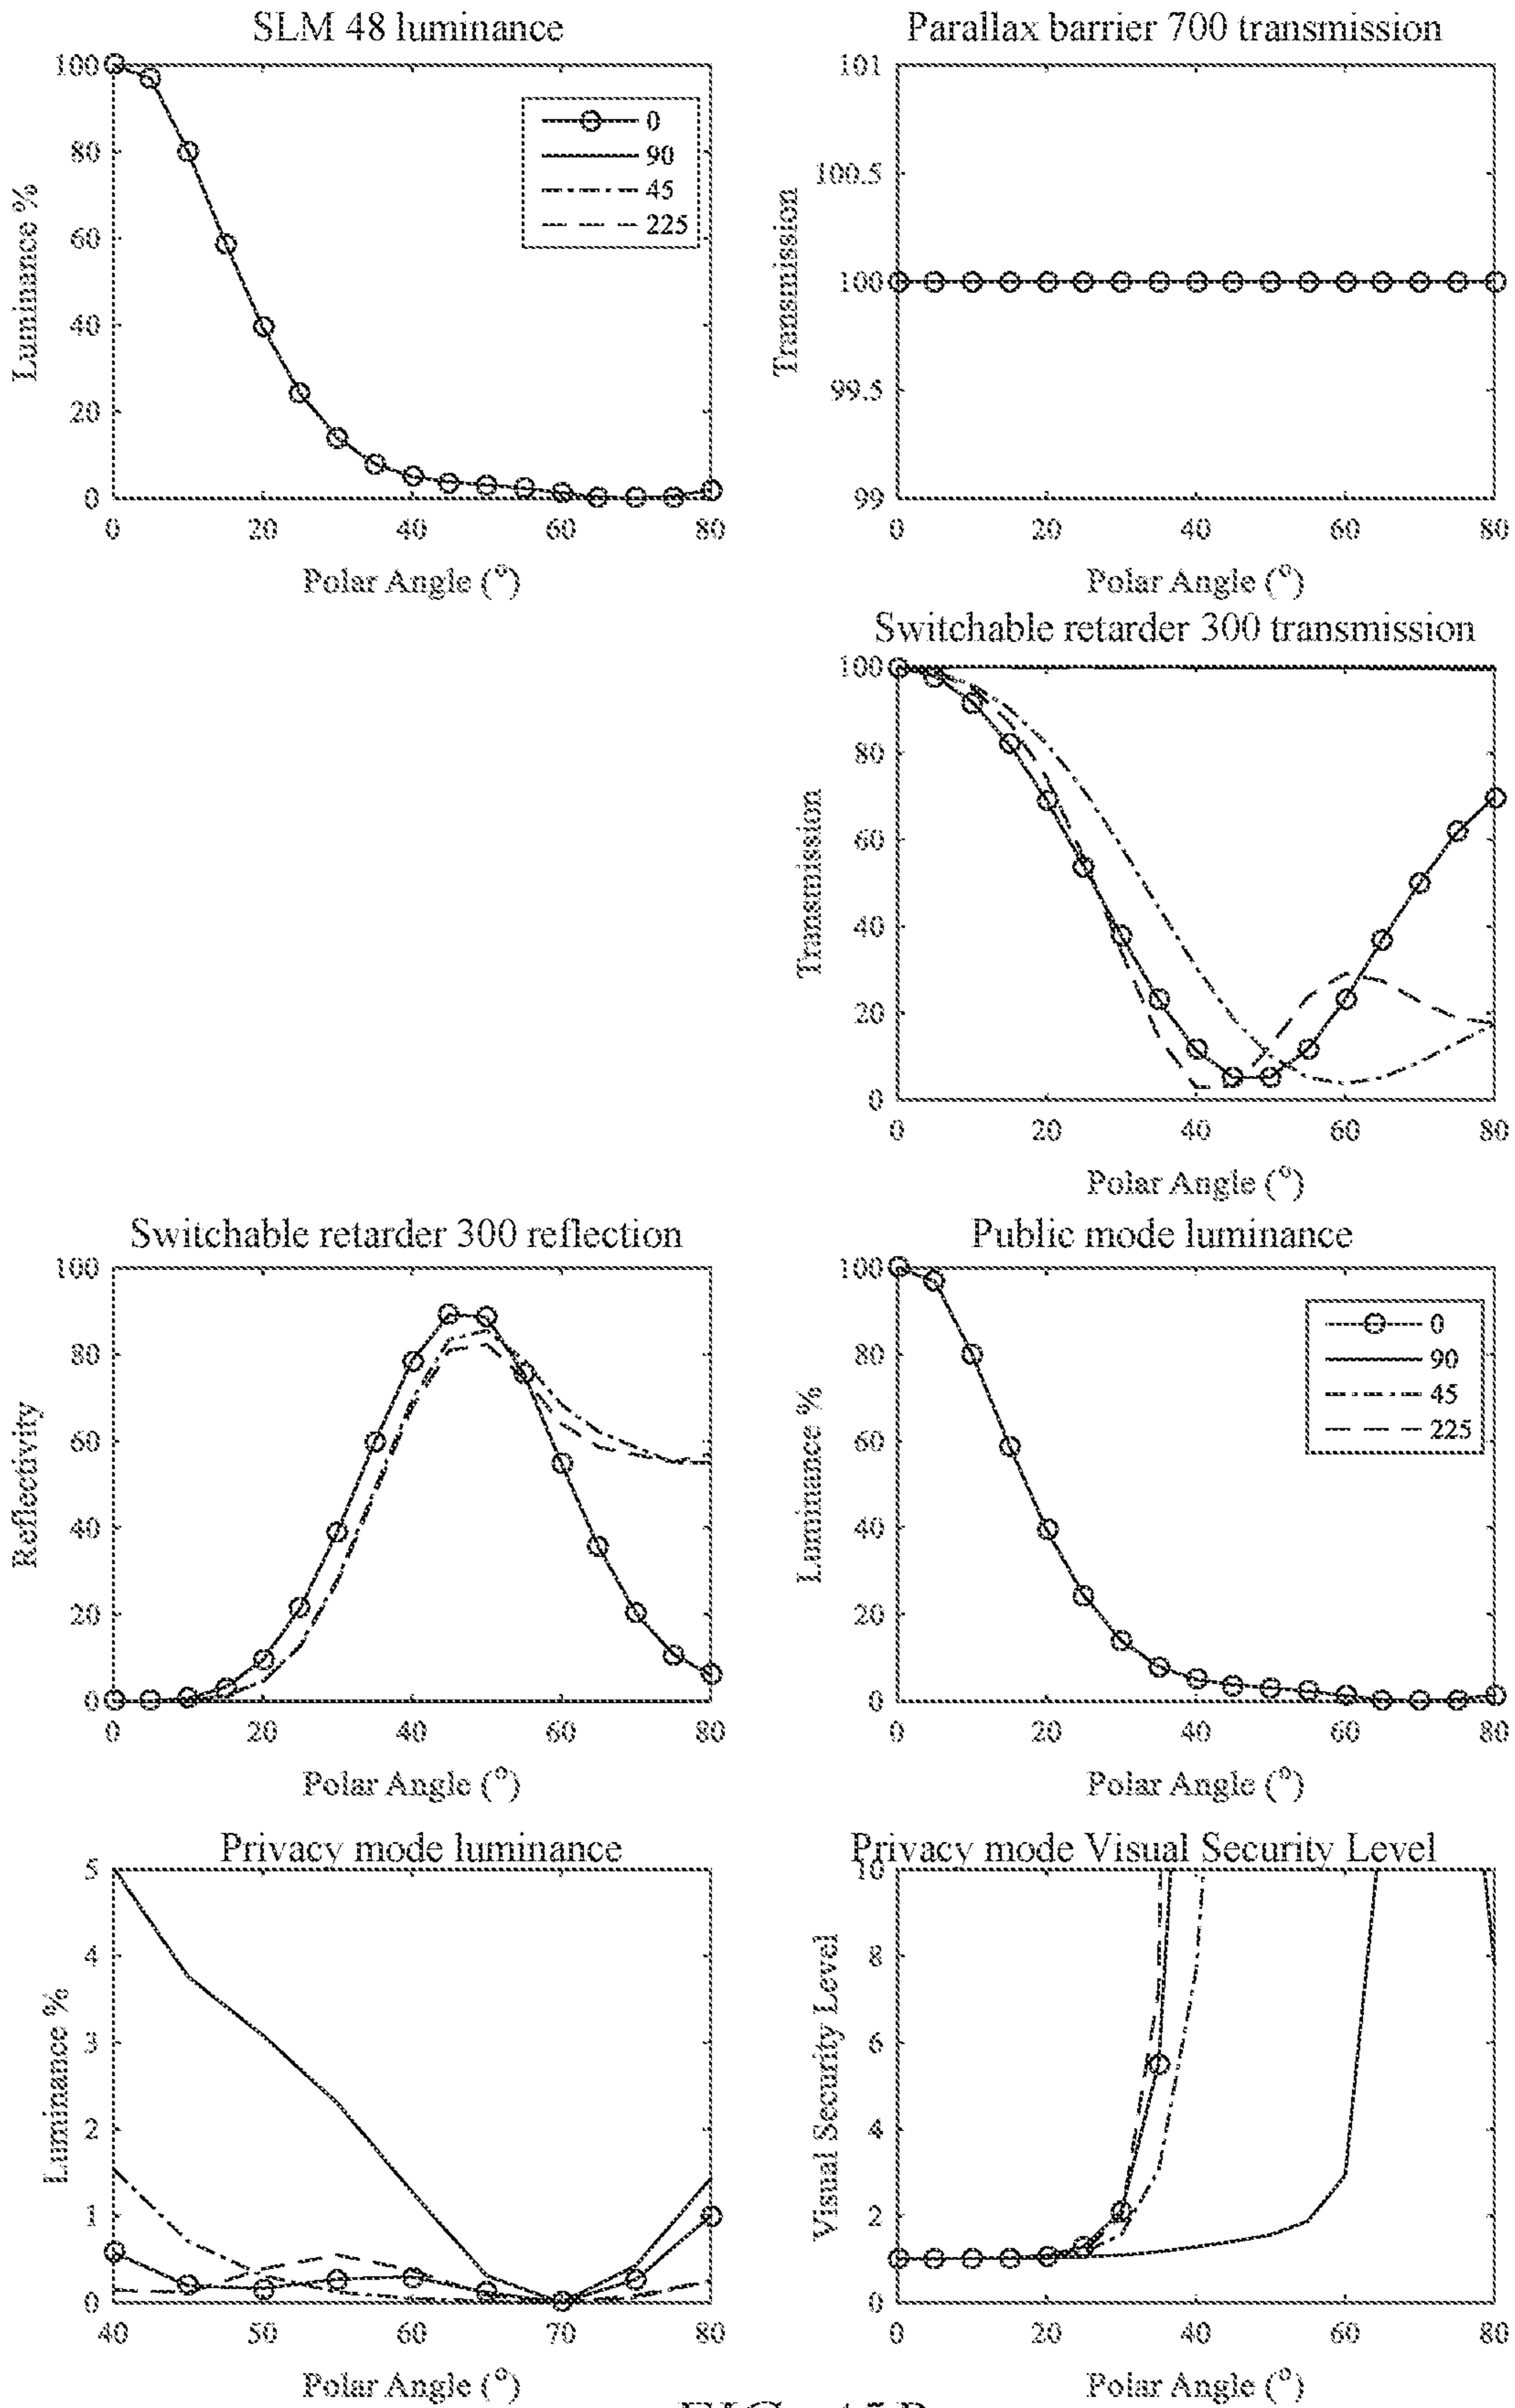 SLM 48 luminance
100
80
60
40
20
0
Luminance %
0
90
45
225
0 20 40 60 80
Polar Angle (°)
Parallax barrier 700 transmission
101
100.5
100
99.5
99
Transmission
0 20 40 60 80
Polar Angle (°)
Switchable retarder 300 transmission
100
80
60
40
20
0
Transmission
0 20 40 60 80
Polar Angle (°)
Switchable retarder 300 reflection
100
80
60
40
20
0
Reflectivity
0 20 40 60 80
Polar Angle (°)
Public mode luminance
100
80
60
40
20
0
Luminance %
0
90
45
225
0 20 40 60 80
Polar Angle (°)
Privacy mode luminance
5
4
3
2
1
0
Luminance %
40 50 60 70 80
Polar Angle (°)
Privacy mode Visual Security Level
10
8
6
4
2
0
Visual Security Level
0 20 40 60 80
Polar Angle (°)